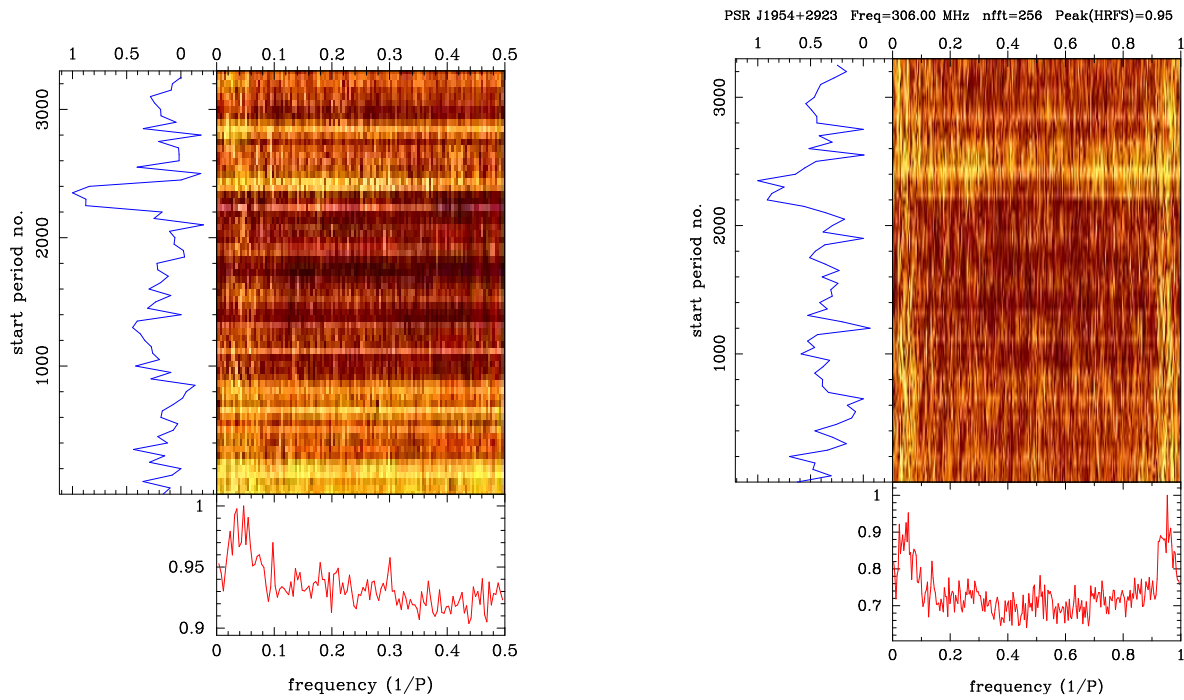 PSR J1954+2923 Freq=306.00 MHz nfft=256 Peak(HRFS)=0.95
1 0.5 0
0 0.1 0.2 0.3 0.4 0.5
start period no.
1000 2000 3000
1
0.95
0.9
0 0.1 0.2 0.3 0.4 0.5
frequency (1/P)
1 0.5 0
0 0.2 0.4 0.6 0.8 1
start period no.
1000 2000 3000
1
0.9
0.8
0.7
0 0.2 0.4 0.6 0.8 1
frequency (1/P)